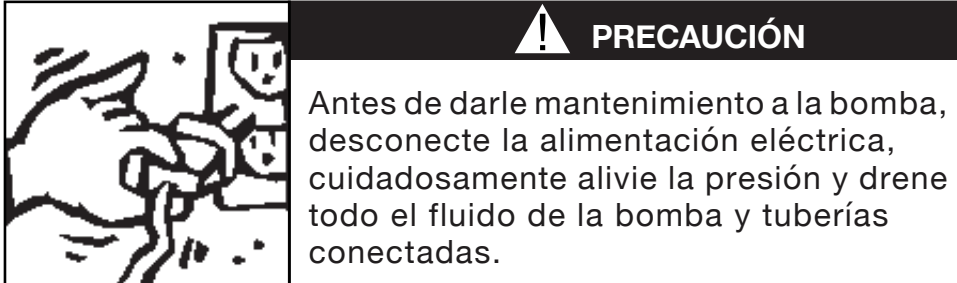 PRECAUCIÓN
Antes de darle mantenimiento a la bomba,
desconecte la alimentación eléctrica,
cuidadosamente alivie la presión y drene
todo el fluido de la bomba y tuberías
conectadas.